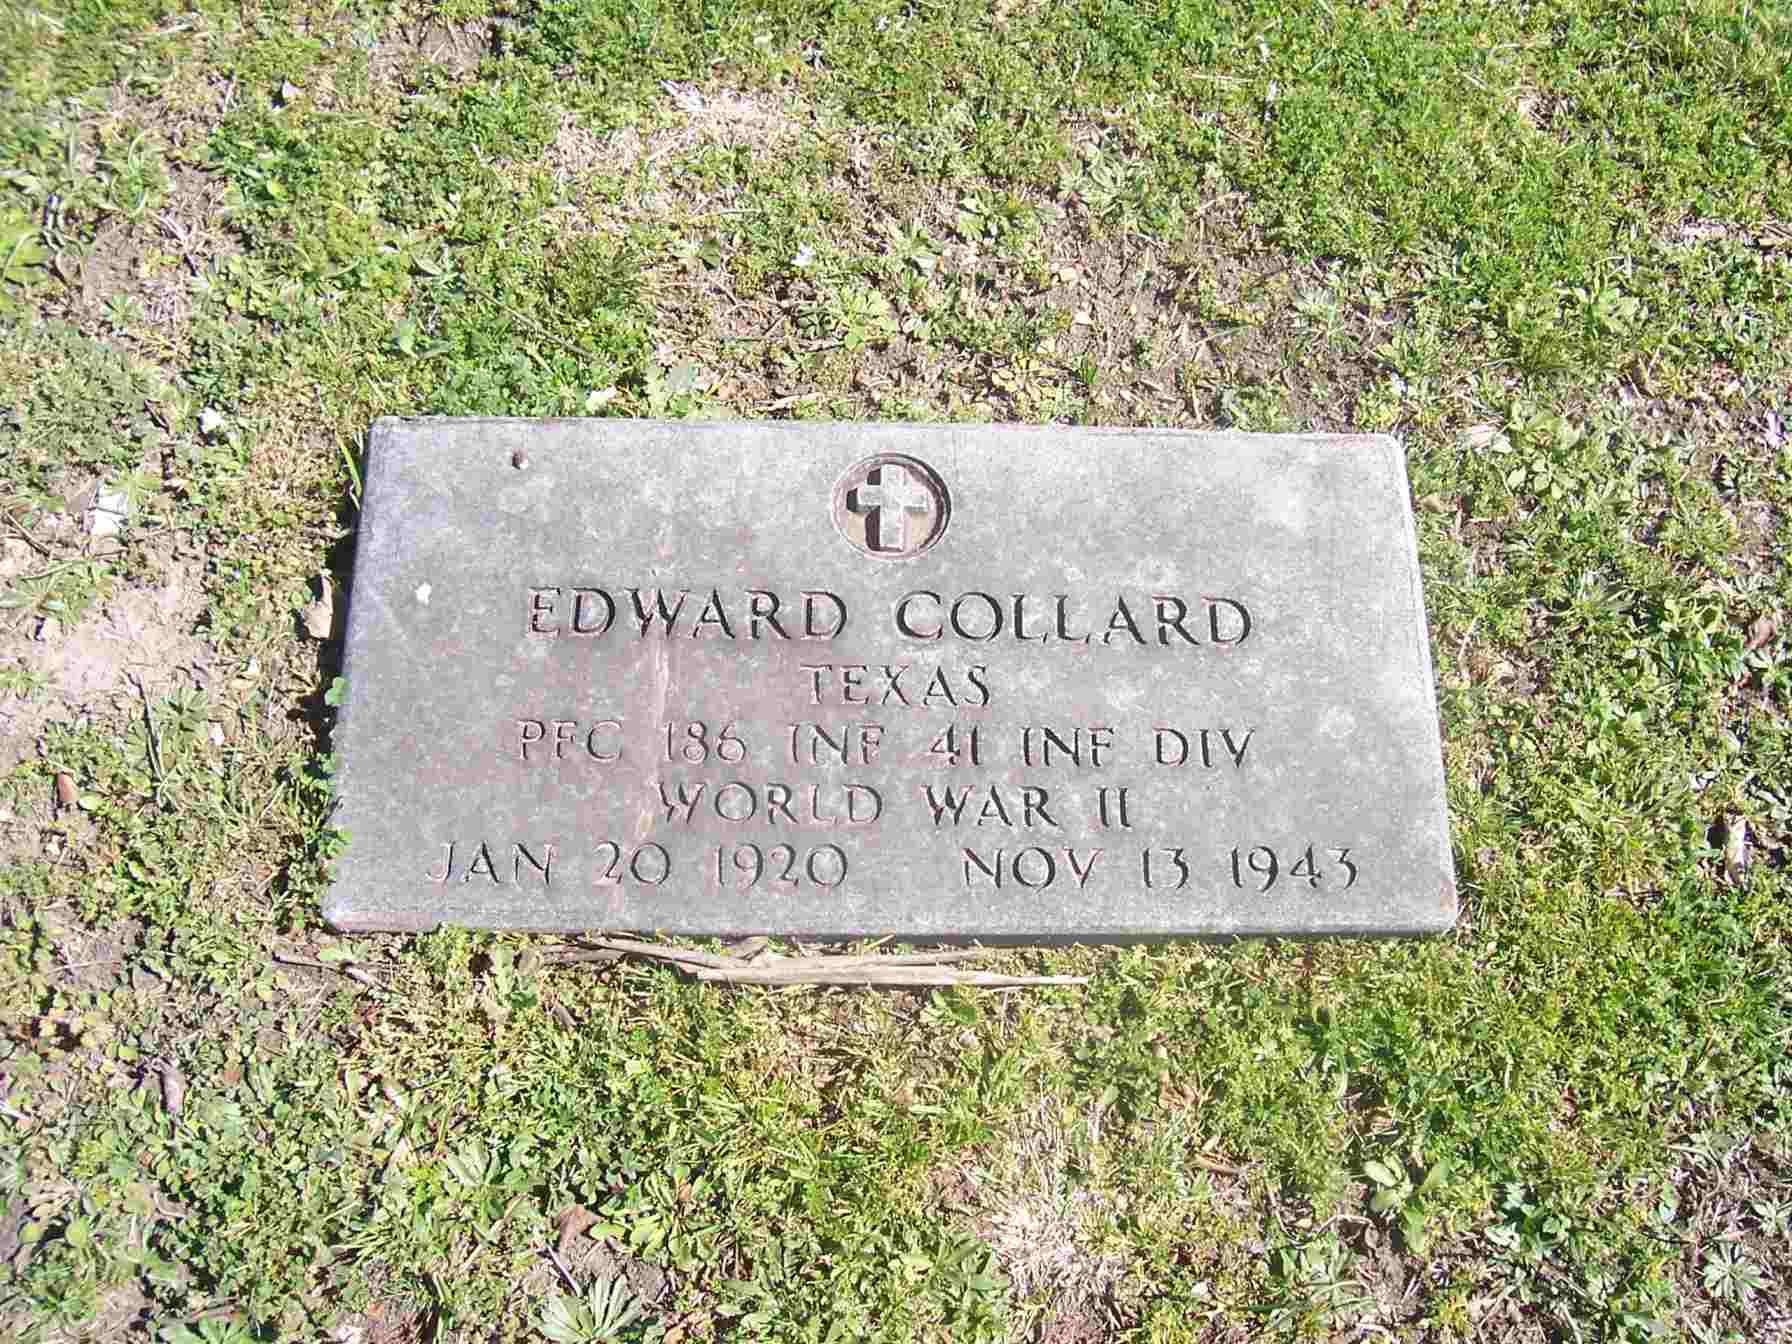 EDWARD COLLARD
TEXAS
PFC 186 INF 41 INF DIV
WORLD WAR II
JAN 20 1920 NOV 13 1943